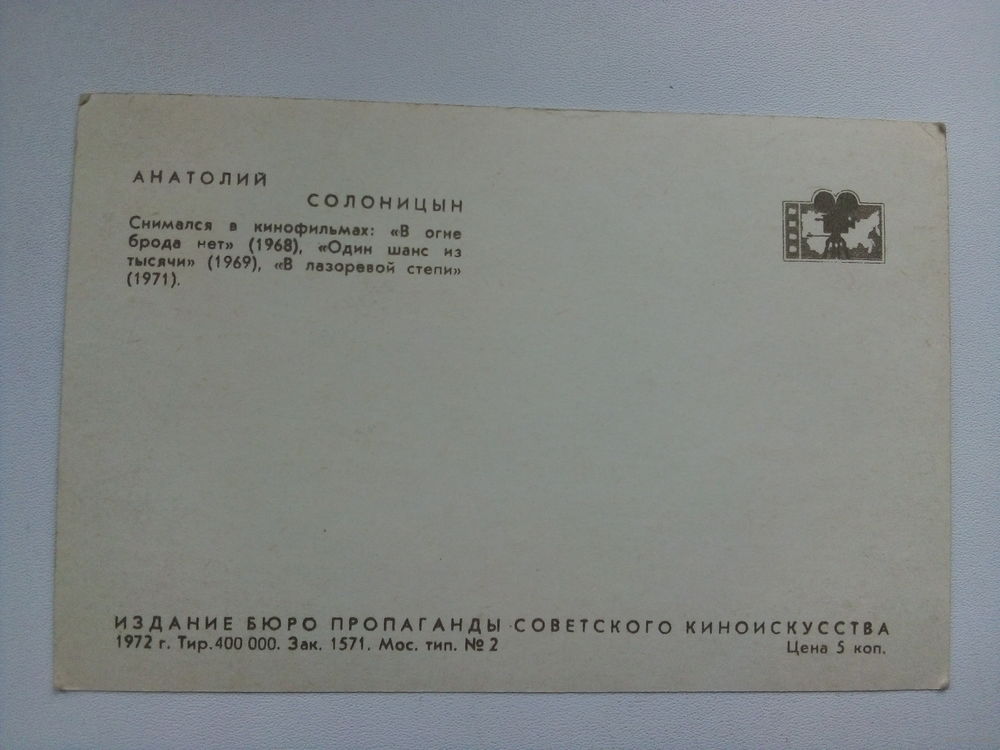 АНАТОЛИЙ
СОЛОНИЦЫН
Снимался в кинофильмах: «В огне
брода нет» (1968), «Один шанс из
тысячи» (1969), «В лазоревой степи»
(1971).
ИЗДАНИЕ БЮРО ПРОПАГАНДЫ СОВЕТСКОГО КИНОИСКУССТВА
1972 г. Тир. 400 000. Зак. 1571. Мос. тип. № 2
Цена 5 коп.